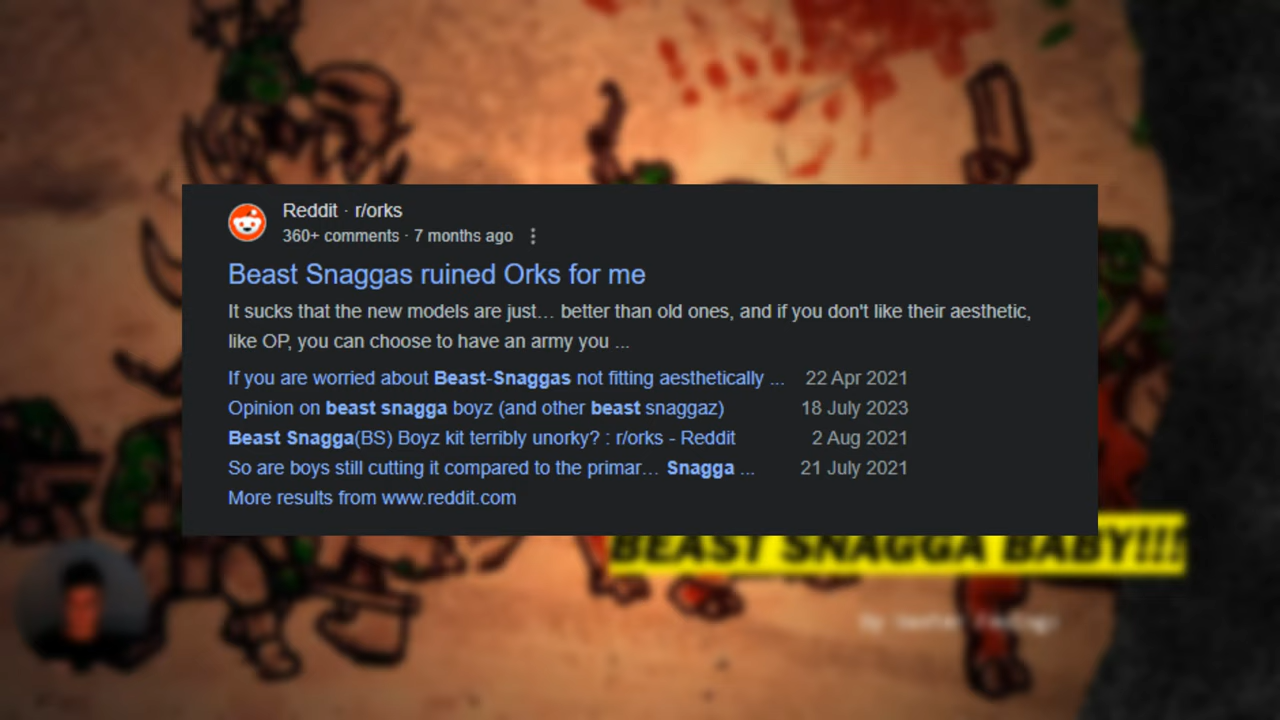 Reddit · r/orks
360+ comments · 7 months ago
Beast Snaggas ruined Orks for me
It sucks that the new models are just... better than old ones, and if you don't like their aesthetic,
like OP, you can choose to have an army you ...
If you are worried about Beast-Snaggas not fitting aesthetically ... 22 Apr 2021
Opinion on beast snagga boyz (and other beast snaggaz) 18 July 2023
Beast Snagga(BS) Boyz kit terribly unorky? : r/orks - Reddit 2 Aug 2021
So are boys still cutting it compared to the primar... Snagga ... 21 July 2021
More results from www.reddit.com
BEAST SNAGGA BABY!!!